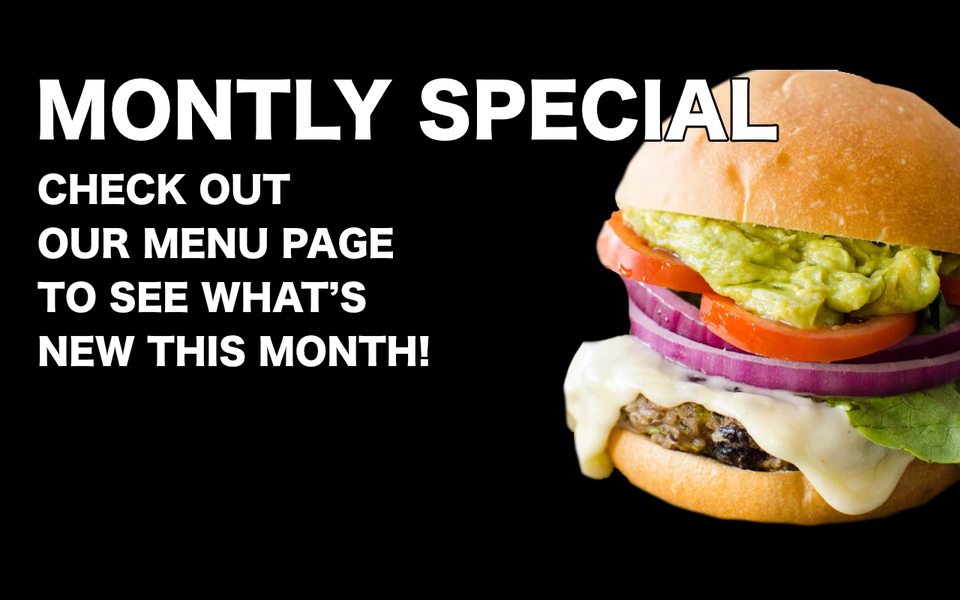 MONTLY SPECIAL
CHECK OUT
OUR MENU PAGE
TO SEE WHAT’S
NEW THIS MONTH!